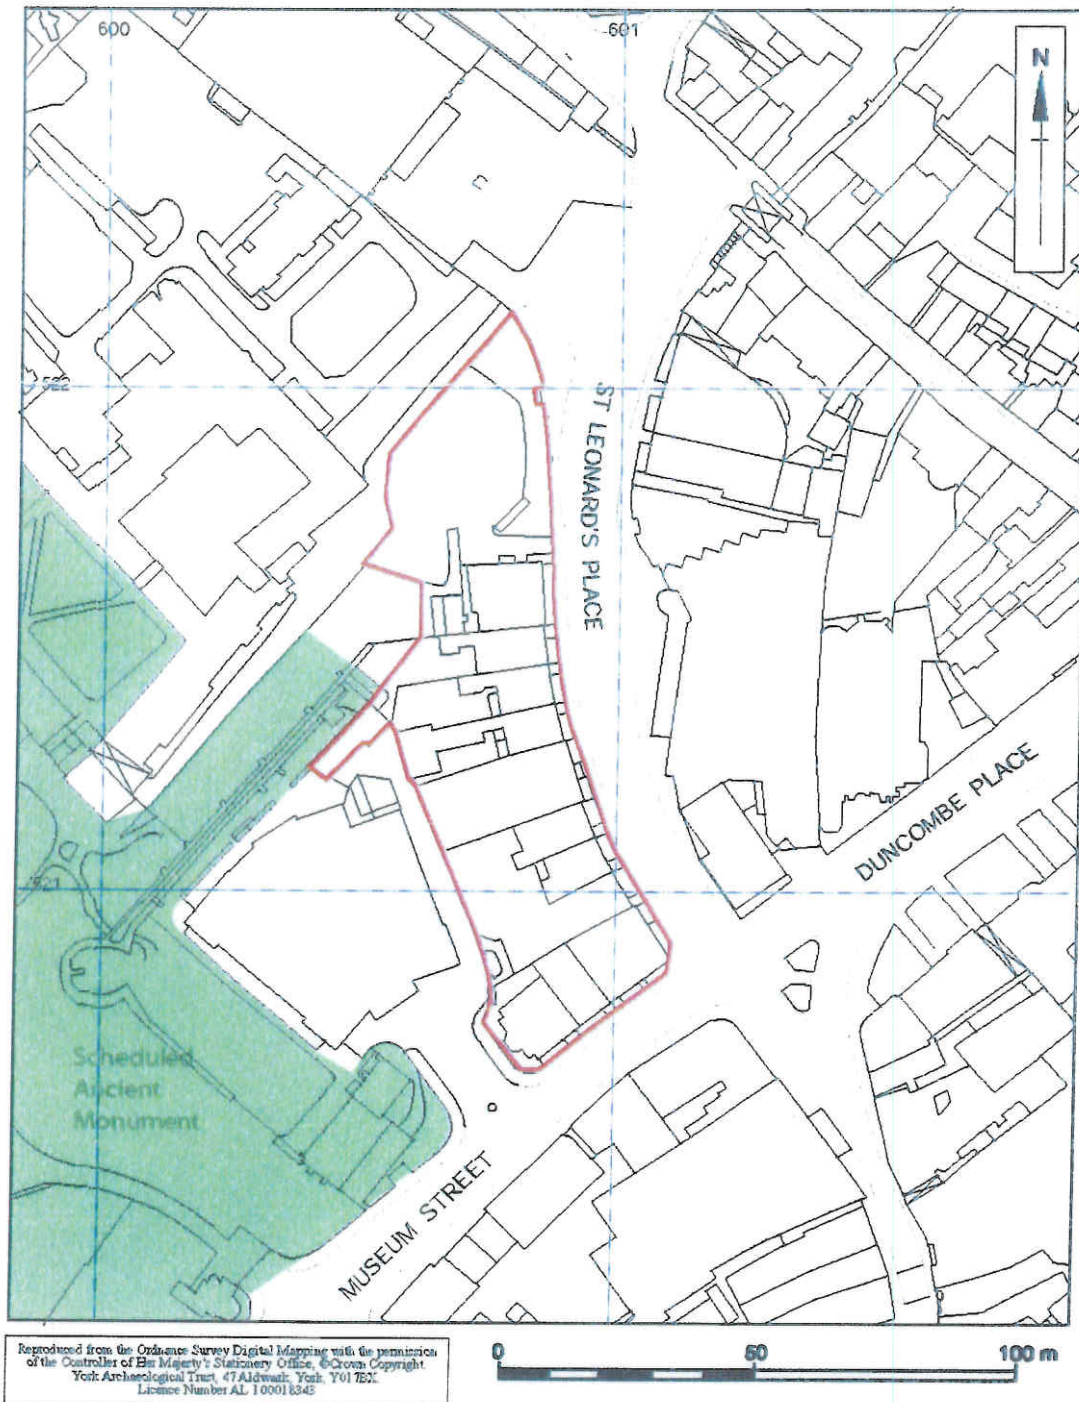 600
601
N
522
ST LEONARD'S PLACE
DUNCOMBE PLACE
521
Scheduled
Ancient
Monument
MUSEUM STREET
Reproduced from the Ordnance Survey Digital Mapping with the permission
of the Controller of Her Majesty's Stationery Office, ©Crown Copyright
York Archaeological Trust, 47 Aldwark, York, YO1 7BX.
Licence Number AL 100018343
0 50 100 m